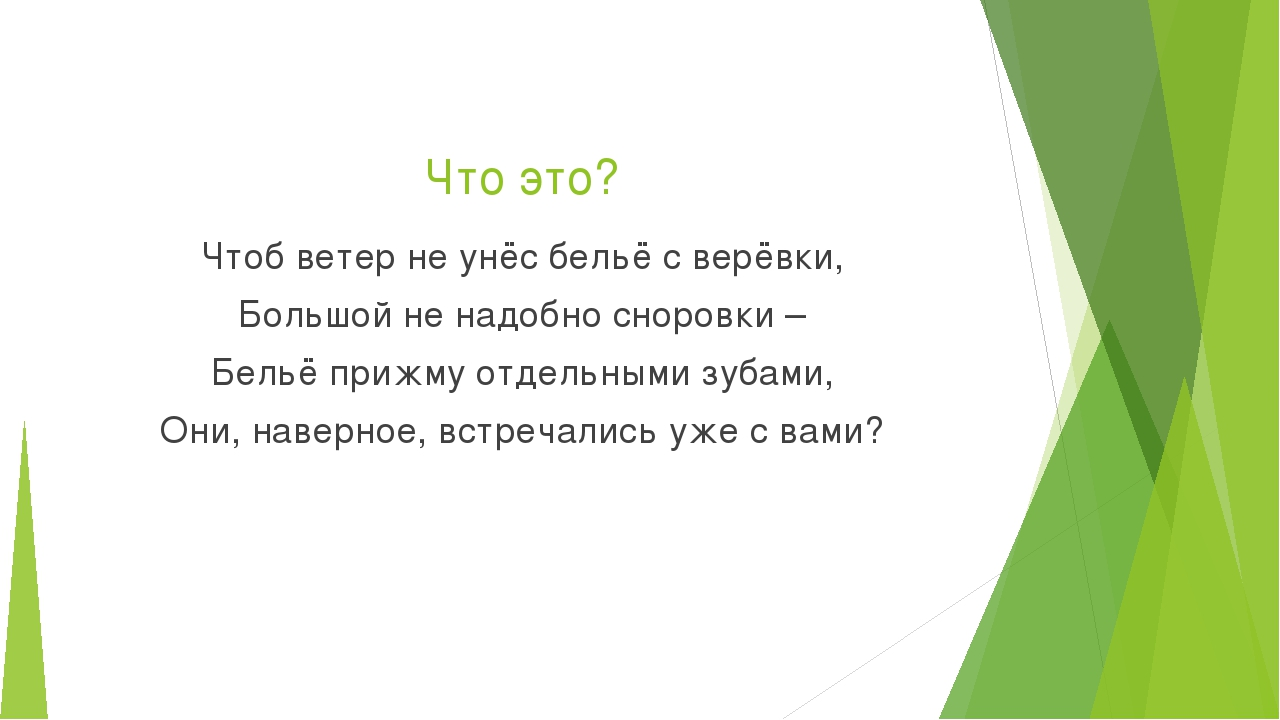 Что это?
Чтоб ветер не унёс бельё с верёвки,
Большой не надобно сноровки –
Бельё прижму отдельными зубами,
Они, наверное, встречались уже с вами?